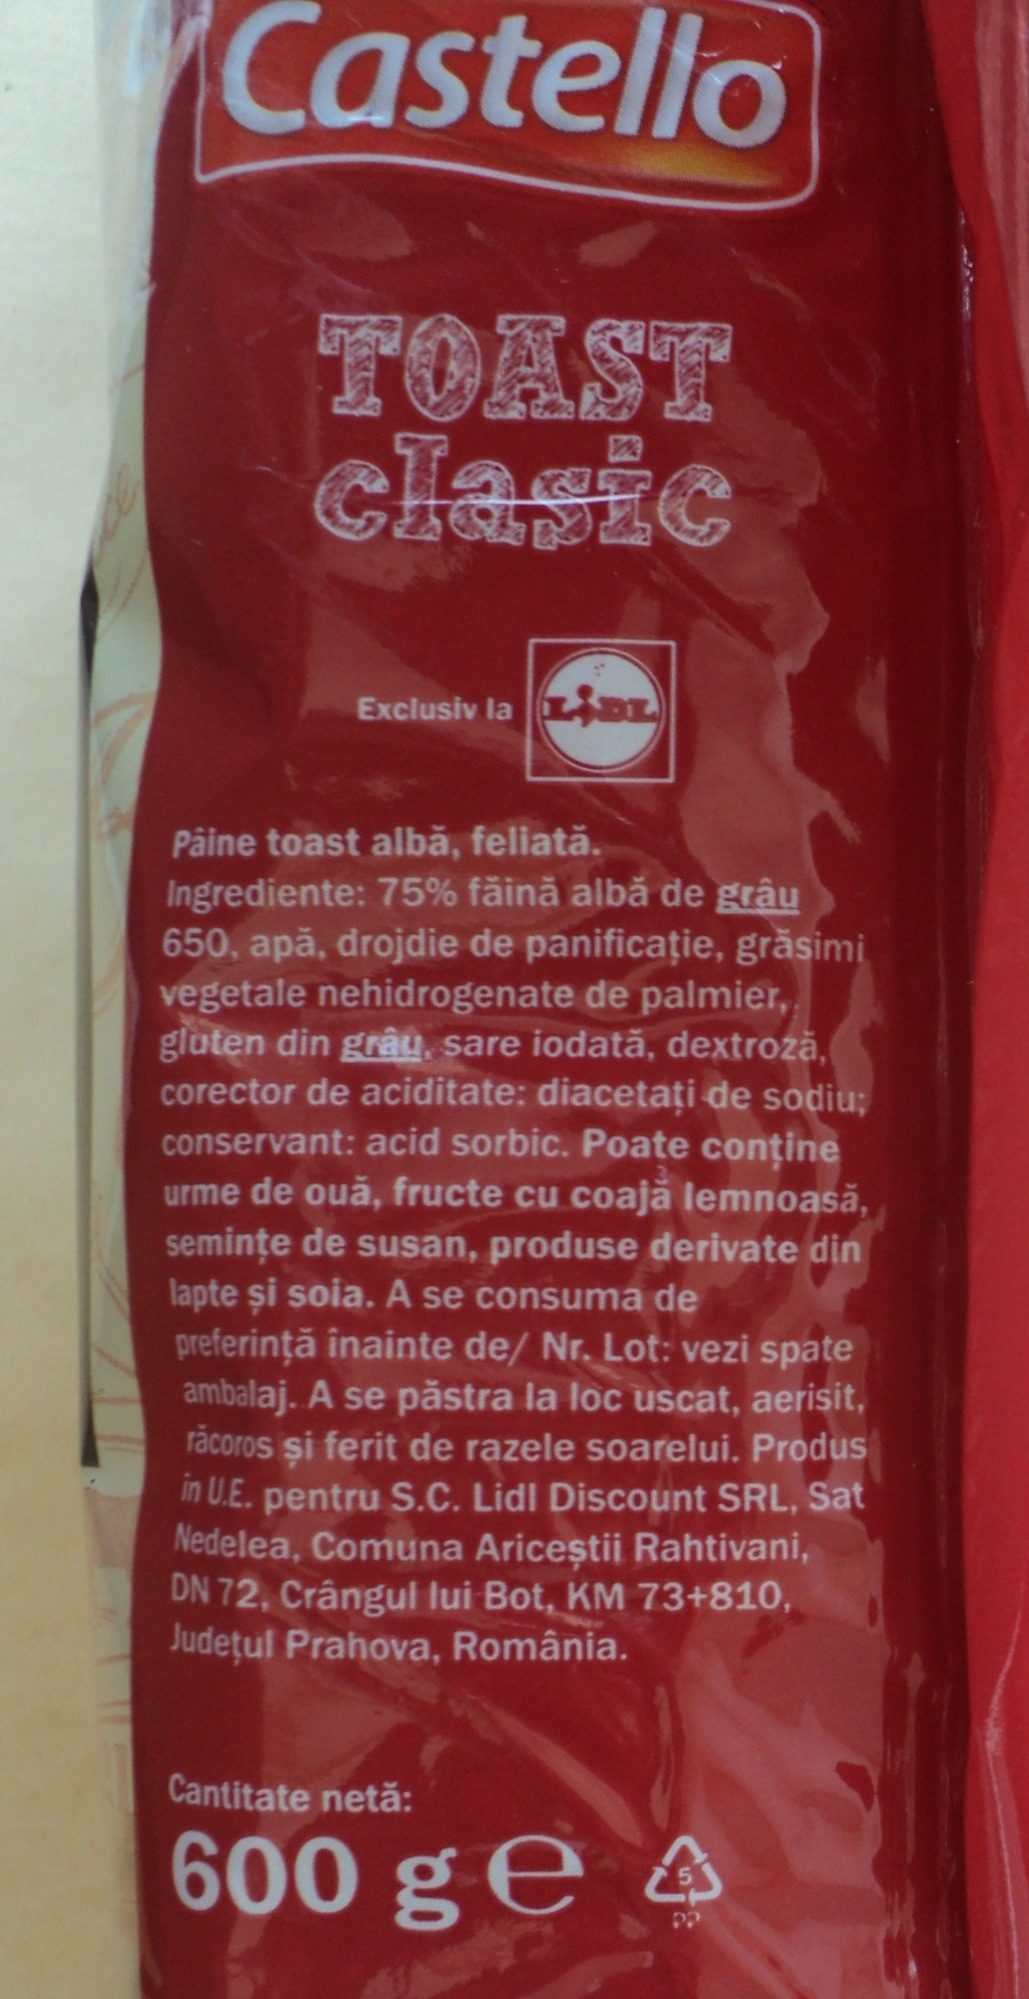 Castello
TOAST
clasic
Exclusiv la LIDL
Pâine toast albă, feliată.
Ingrediente: 75% făină albă de grâu
650, apă, drojdie de panificație, grăsimi
vegetale nehidrogenate de palmier,
gluten din grâu, sare iodată, dextroză,
corector de aciditate: diacetați de sodiu;
conservant: acid sorbic. Poate conține
urme de ouă, fructe cu coajă lemnoasă,
semințe de susan, produse derivate din
lapte și soia. A se consuma de
preferință înainte de/ Nr. Lot: vezi spate
ambalaj. A se păstra la loc uscat, aerisit,
răcoros și ferit de razele soarelui. Produs
în U.E. pentru S.C. Lidl Discount SRL, Sat
Nedelea, Comuna Ariceștii Rahtivani,
DN 72, Crângul lui Bot, KM 73+810,
Județul Prahova, România.
Cantitate netă:
600 g e
5
PP